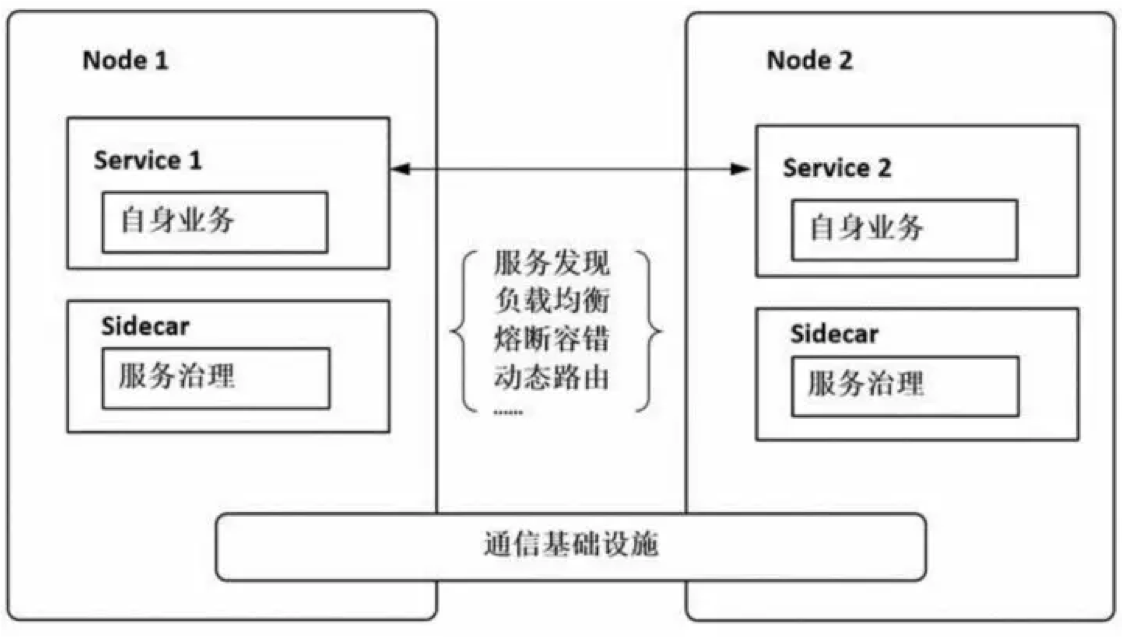 Node 1
Service 1
自身业务
Sidecar
服务治理
服务发现
负载均衡
熔断容错
动态路由
......
Node 2
Service 2
自身业务
Sidecar
服务治理
通信基础设施